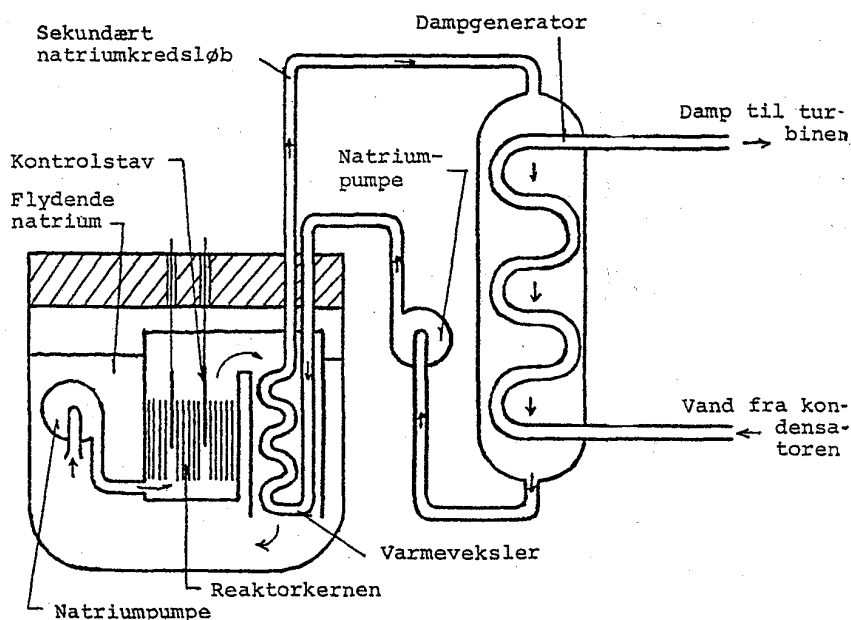 Dampgenerator
Sekundært
natriumkredsløb
Damp til tur-
binen
Kontrolstav
Natrium-
pumpe
Flydende
natrium
Vand fra kon-
densa-
toren
Varmeveksler
Reaktorkernen
Natriumpumpe